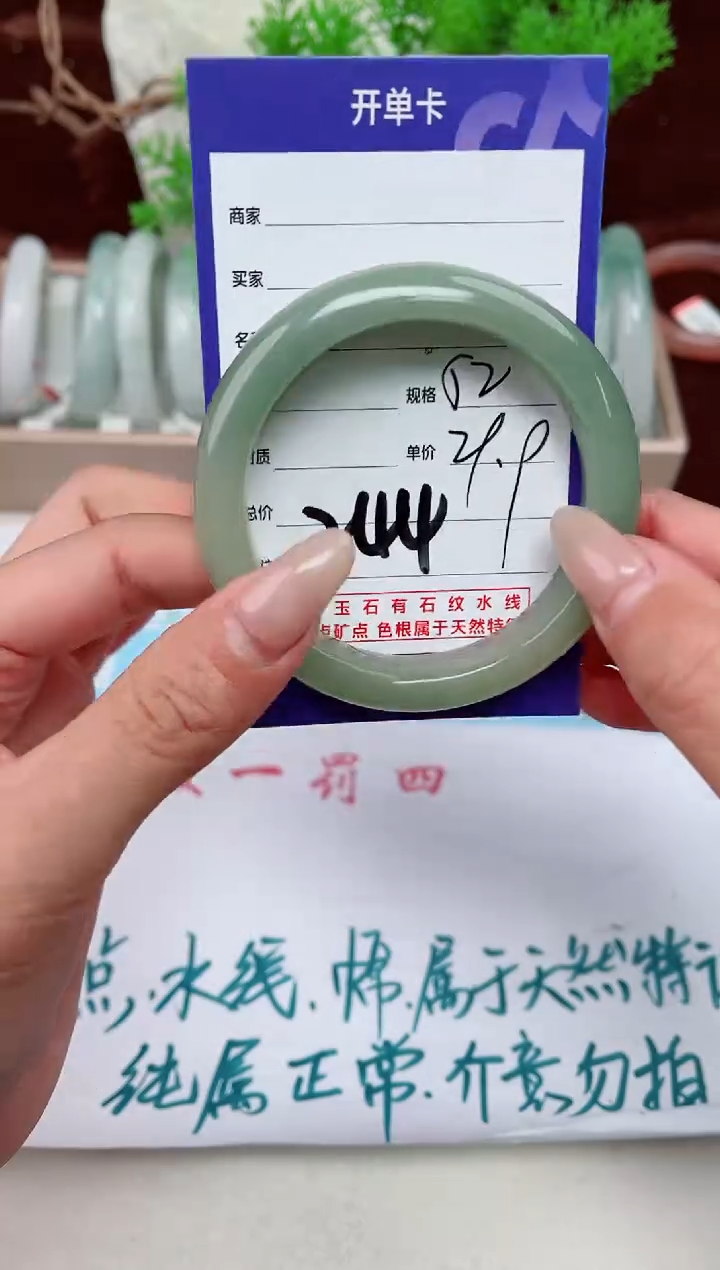 开单卡
商家
买家
规格 52
质 单价 29.9
总价 244
玉石有石纹水线
矿点 色根属于天然特
一罚四
点.水线.棉.属于天然特
纯属正常.介意勿拍